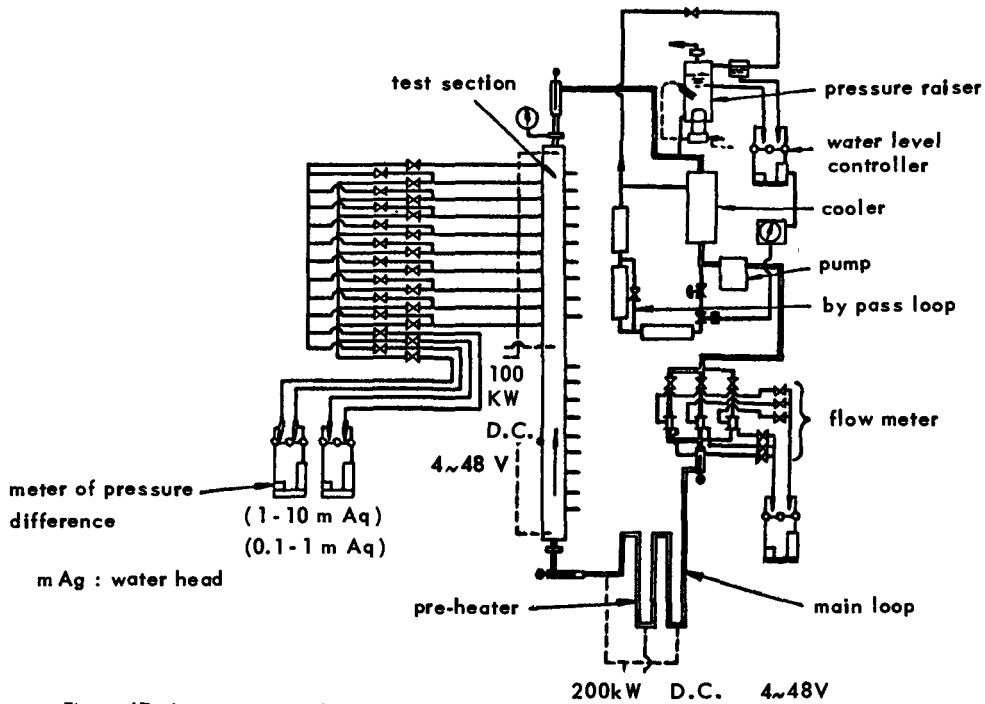 test section
pressure raiser
water level
controller
cooler
pump
by pass loop
100
KW
D.C.
4~48 V
flow meter
meter of pressure
difference
(1-10 m Aq)
(0.1-1 m Aq)
m Ag : water head
pre-heater
main loop
200kW D.C. 4~48V